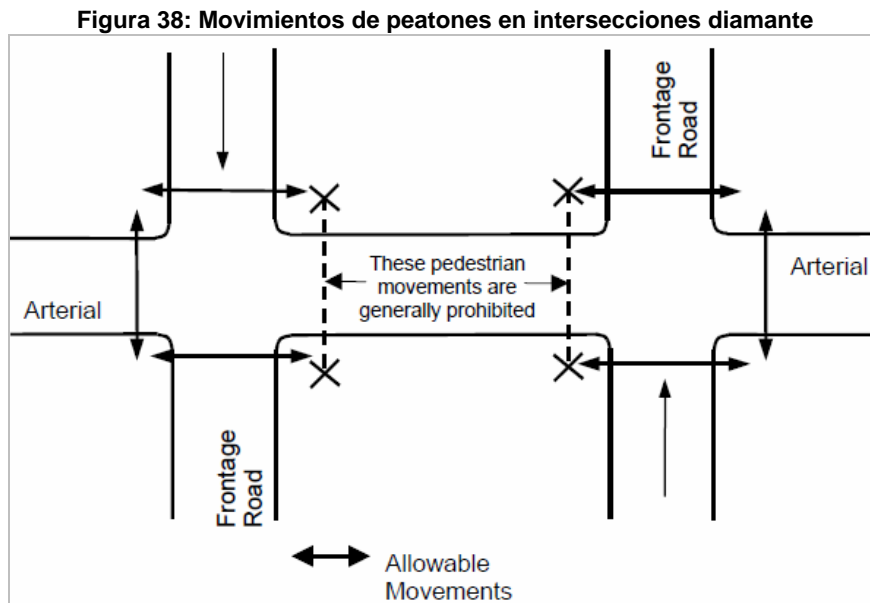 Figura 38: Movimientos de peatones en intersecciones diamante
Frontage
Road
These pedestrian
movements are
generally prohibited
Arterial
Arterial
Frontage
Road
Allowable
Movements